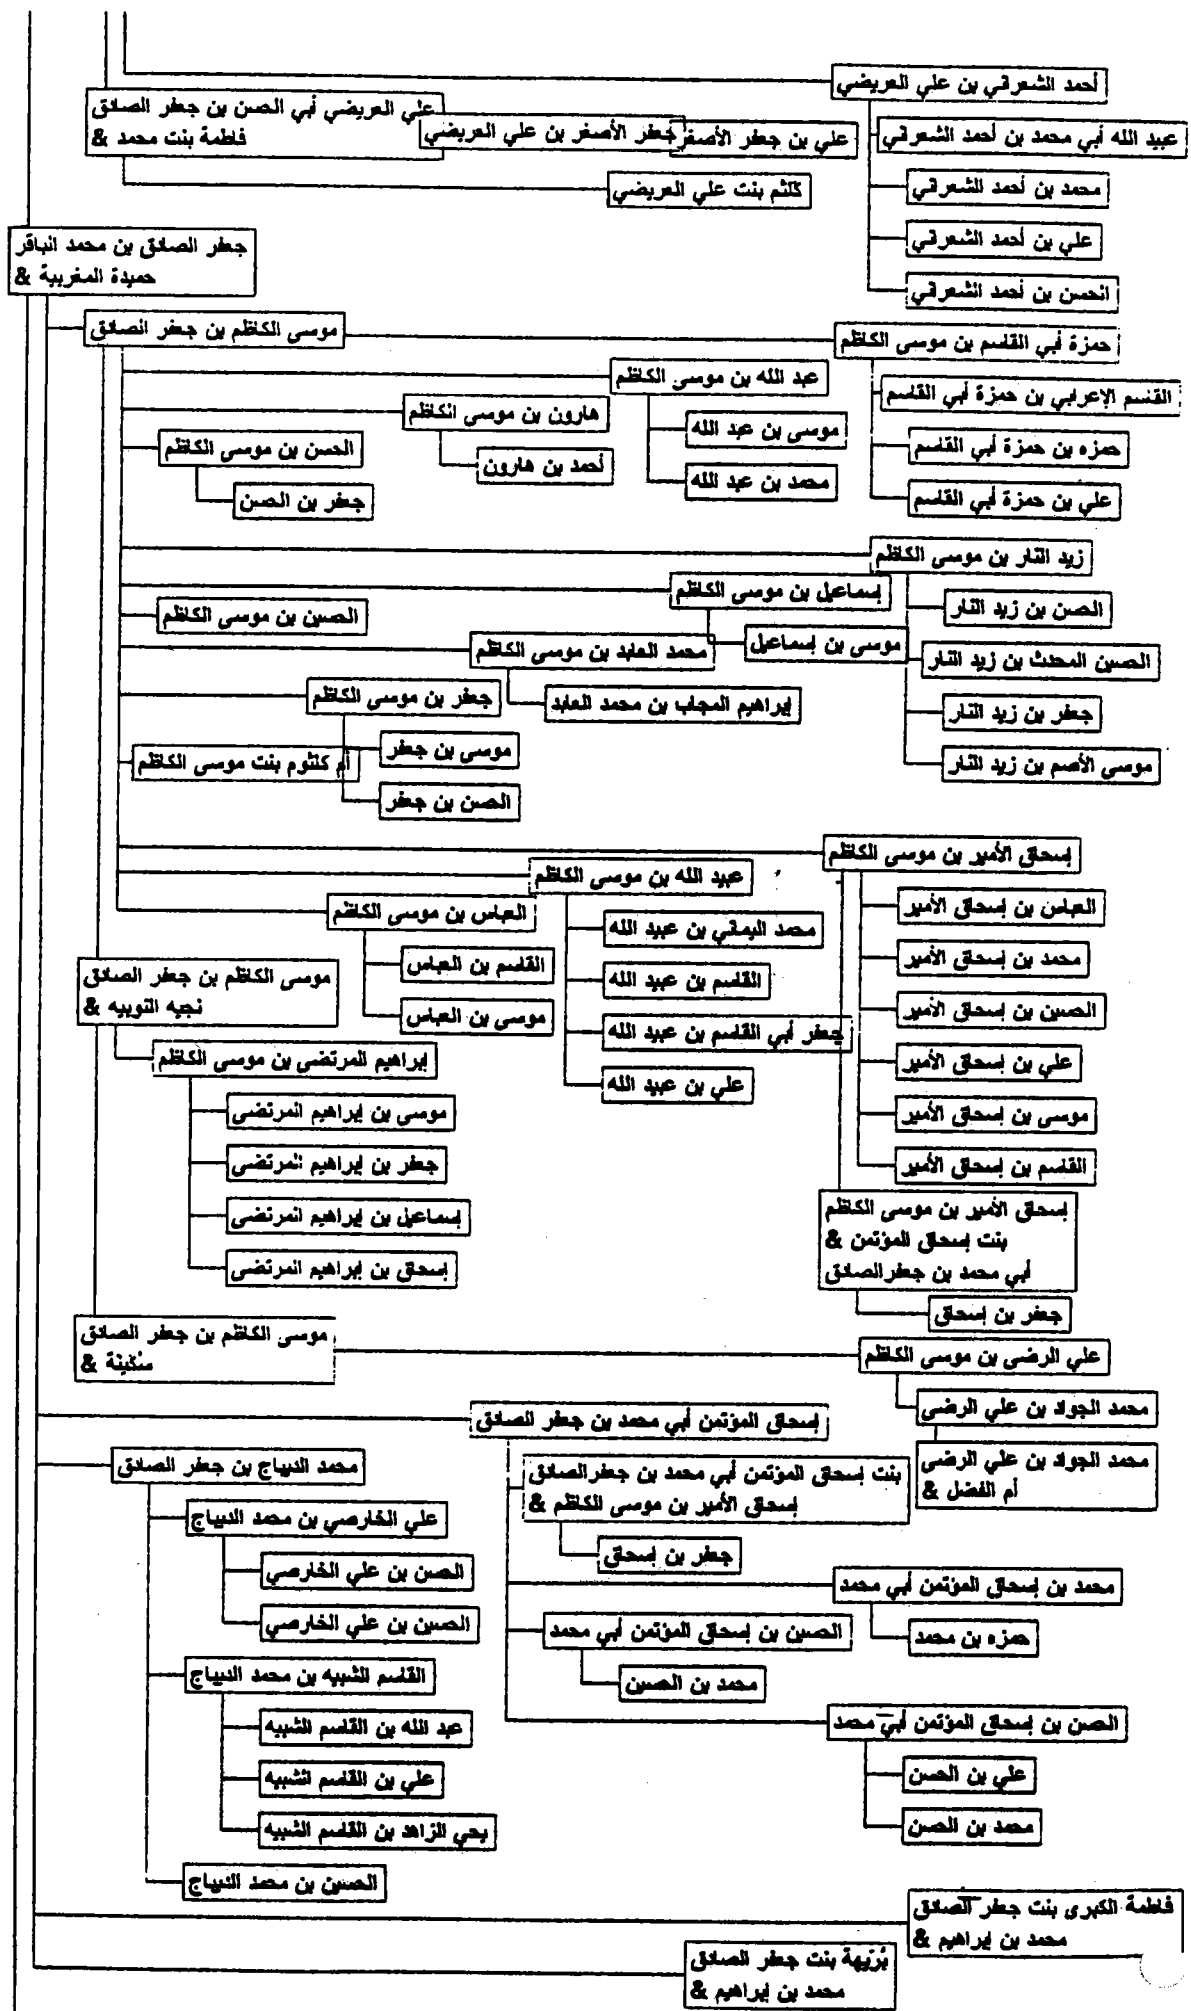 أحمد الشعراني بن علي العريضي
علي العريضي أبي الحسن بن جعفر الصادق
فاطمة بنت محمد &
جعفر الأصغر بن علي العريضي
علي بن جعفر الأصغر
عبيد الله أبي محمد بن أحمد الشعراني
محمد بن أحمد الشعراني
كلثم بنت علي العريضي
علي بن أحمد الشعراني
جعفر الصادق بن محمد الباقر
حميدة المغربية &
الحسن بن أحمد الشعراني
موسى الكاظم بن جعفر الصادق
حمزة أبي القاسم بن موسى الكاظم
عبد الله بن موسى الكاظم
القاسم الإعرابي بن حمزة أبي القاسم
هارون بن موسى الكاظم
موسى بن عبد الله
حمزه بن حمزة أبي القاسم
الحسن بن موسى الكاظم
أحمد بن هارون
محمد بن عبد الله
علي بن حمزة أبي القاسم
جعفر بن الحسن
زيد النار بن موسى الكاظم
إسماعيل بن موسى الكاظم
الحسن بن زيد النار
الحسين بن موسى الكاظم
موسى بن إسماعيل
محمد العابد بن موسى الكاظم
الحسين المحدث بن زيد النار
جعفر بن موسى الكاظم
إبراهيم المجاب بن محمد العابد
جعفر بن زيد النار
موسى بن جعفر
أم كلثوم بنت موسى الكاظم
موسى الأصم بن زيد النار
الحسن بن جعفر
إسحاق الأمير بن موسى الكاظم
عبيد الله بن موسى الكاظم
العباس بن موسى الكاظم
العباس بن إسحاق الأمير
محمد اليماني بن عبيد الله
محمد بن إسحاق الأمير
القاسم بن العباس
القاسم بن عبيد الله
موسى الكاظم بن جعفر الصادق
نجيه النوبيه &
الحسين بن إسحاق الأمير
موسى بن العباس
جعفر أبي القاسم بن عبيد الله
إبراهيم المرتضى بن موسى الكاظم
علي بن إسحاق الأمير
علي بن عبيد الله
موسى بن إبراهيم المرتضى
موسى بن إسحاق الأمير
جعفر بن إبراهيم المرتضى
القاسم بن إسحاق الأمير
إسماعيل بن إبراهيم المرتضى
إسحاق الأمير بن موسى الكاظم
بنت إسحاق المؤتمن &
أبي محمد بن جعفر الصادق
إسحاق بن إبراهيم المرتضى
جعفر بن إسحاق
موسى الكاظم بن جعفر الصادق
سكينة &
علي الرضى بن موسى الكاظم
محمد الجواد بن علي الرضى
إسحاق المؤتمن أبي محمد بن جعفر الصادق
محمد الجواد بن علي الرضى
أم الفضل &
محمد الديباج بن جعفر الصادق
بنت إسحاق المؤتمن أبي محمد بن جعفر الصادق
إسحاق الأمير بن موسى الكاظم &
علي الخارصي بن محمد الديباج
جعفر بن إسحاق
الحسن بن علي الخارصي
محمد بن إسحاق المؤتمن أبي محمد
الحسين بن علي الخارصي
الحسين بن إسحاق المؤتمن أبي محمد
حمزه بن محمد
القاسم الشبيه بن محمد الديباج
محمد بن الحسين
عبد الله بن القاسم الشبيه
الحسن بن إسحاق المؤتمن أبي محمد
علي بن القاسم الشبيه
علي بن الحسن
يحي الزاهد بن القاسم الشبيه
محمد بن الحسن
الحسين بن محمد الديباج
فاطمة الكبرى بنت جعفر الصادق
محمد بن إبراهيم &
بُرَيهة بنت جعفر الصادق
محمد بن إبراهيم &